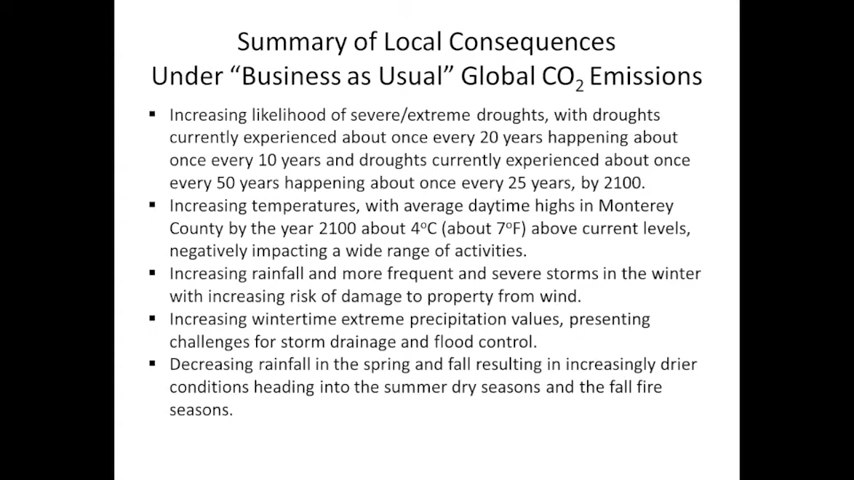 Summary of Local Consequences
Under “Business as Usual” Global CO₂ Emissions
▪ Increasing likelihood of severe/extreme droughts, with droughts
currently experienced about once every 20 years happening about
once every 10 years and droughts currently experienced about once
every 50 years happening about once every 25 years, by 2100.
▪ Increasing temperatures, with average daytime highs in Monterey
County by the year 2100 about 4°C (about 7°F) above current levels,
negatively impacting a wide range of activities.
▪ Increasing rainfall and more frequent and severe storms in the winter
with increasing risk of damage to property from wind.
▪ Increasing wintertime extreme precipitation values, presenting
challenges for storm drainage and flood control.
▪ Decreasing rainfall in the spring and fall resulting in increasingly drier
conditions heading into the summer dry seasons and the fall fire
seasons.